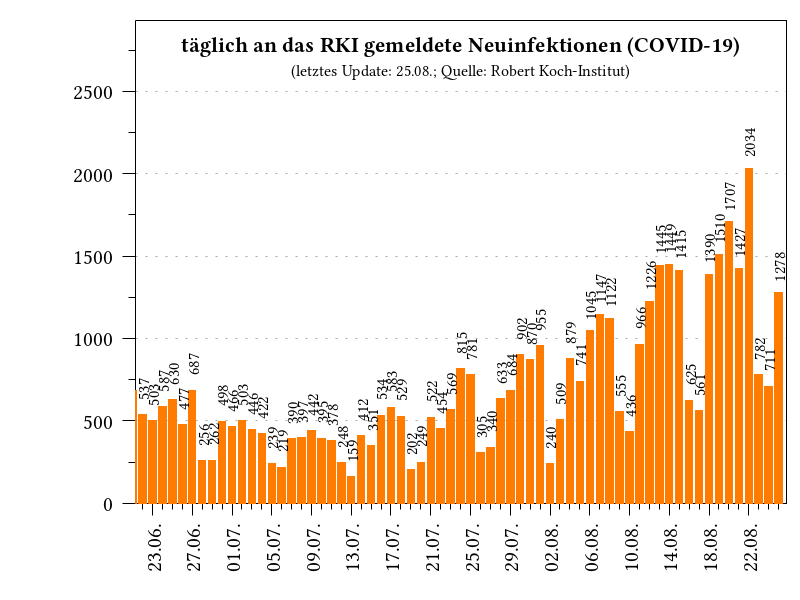 täglich an das RKI gemeldete Neuinfektionen (COVID-19)
(letztes Update: 25.08.; Quelle: Robert Koch-Institut)
2500
2000
1500
1000
500
0
537 503 587 630 477 687 256 262 498 466 503 446 422 239 219 390 397 442 395 378 248 159 412 351 534 583 529 202 249 522 454 569 815 781 305 340 633 684 902 870 955 240 509 879 741 1045 1147 1122 555 436 966 1226 1445 1449 1415 625 561 1390 1510 1707 1427 2034 782 711 1278
23.06. 27.06. 01.07. 05.07. 09.07. 13.07. 17.07. 21.07. 25.07. 29.07. 02.08. 06.08. 10.08. 14.08. 18.08. 22.08.